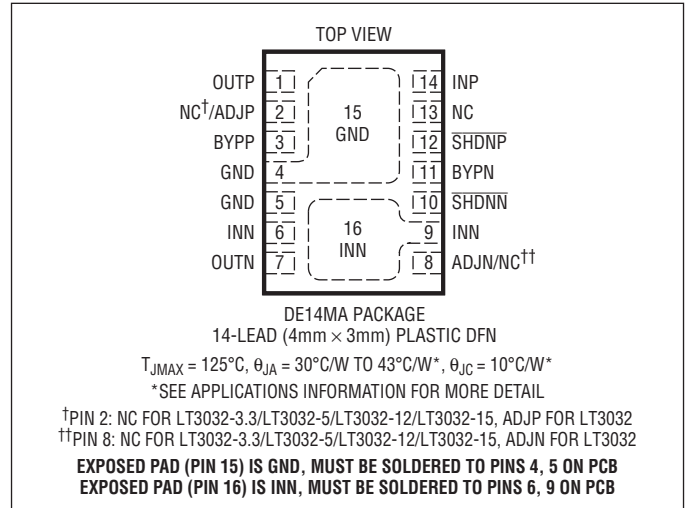 TOP VIEW
OUTP 1 14 INP
NC†/ADJP 2 15 13 NC
BYPP 3 GND 12 SHDNP
GND 4 11 BYPN
GND 5 10 SHDNN
INN 6 16 9 INN
OUTN 7 INN 8 ADJN/NC††
DE14MA PACKAGE
14-LEAD (4mm × 3mm) PLASTIC DFN
TJMAX = 125°C, θJA = 30°C/W TO 43°C/W*, θJC = 10°C/W*
*SEE APPLICATIONS INFORMATION FOR MORE DETAIL
†PIN 2: NC FOR LT3032-3.3/LT3032-5/LT3032-12/LT3032-15, ADJP FOR LT3032
††PIN 8: NC FOR LT3032-3.3/LT3032-5/LT3032-12/LT3032-15, ADJN FOR LT3032
EXPOSED PAD (PIN 15) IS GND, MUST BE SOLDERED TO PINS 4, 5 ON PCB
EXPOSED PAD (PIN 16) IS INN, MUST BE SOLDERED TO PINS 6, 9 ON PCB